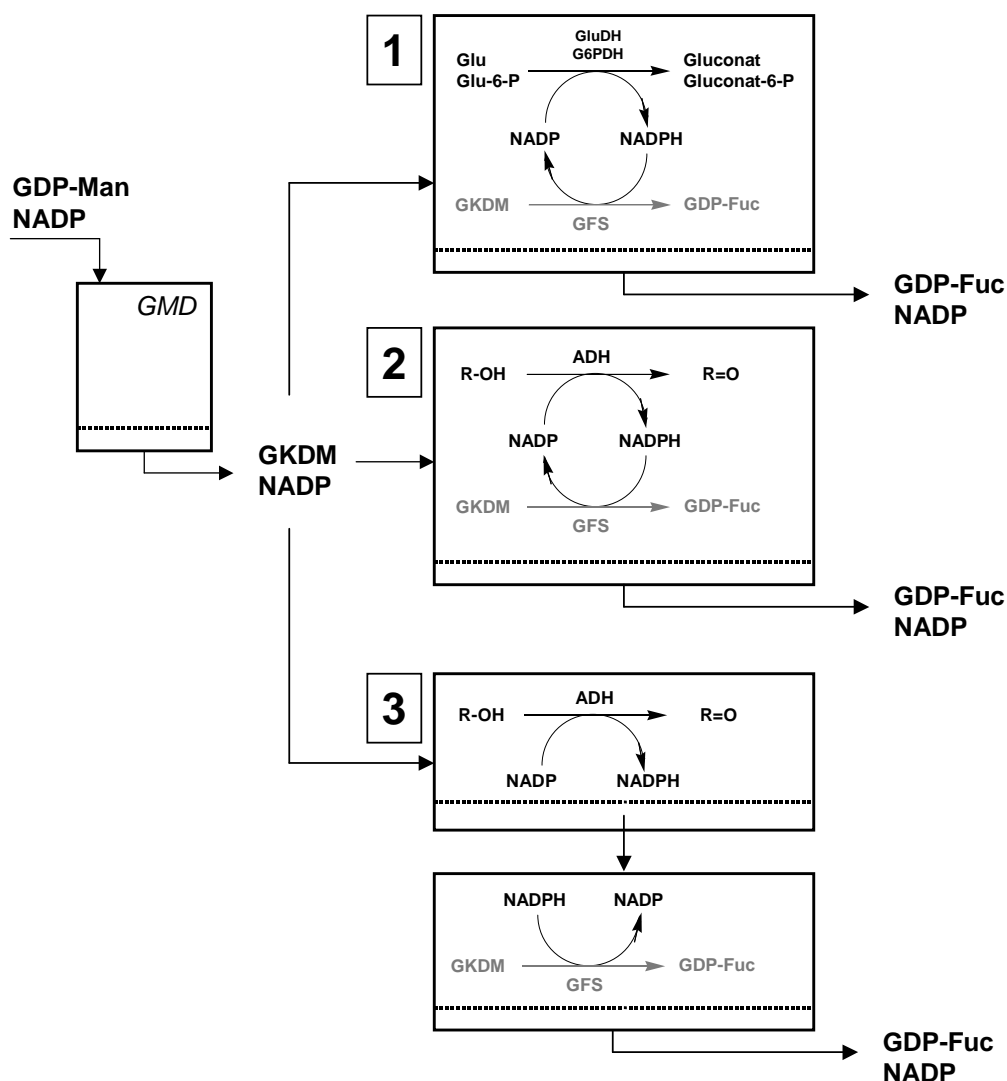 1
GluDH
G6PDH
Glu
Glu-6-P
Gluconat
Gluconat-6-P
NADP
NADPH
GKDM
GDP-Fuc
GFS
GDP-Man
NADP
GMD
GDP-Fuc
NADP
2
ADH
R-OH
R=O
NADP
NADPH
GKDM
NADP
GKDM
GDP-Fuc
GFS
GDP-Fuc
NADP
3
ADH
R-OH
R=O
NADP
NADPH
NADPH
NADP
GKDM
GDP-Fuc
GFS
GDP-Fuc
NADP